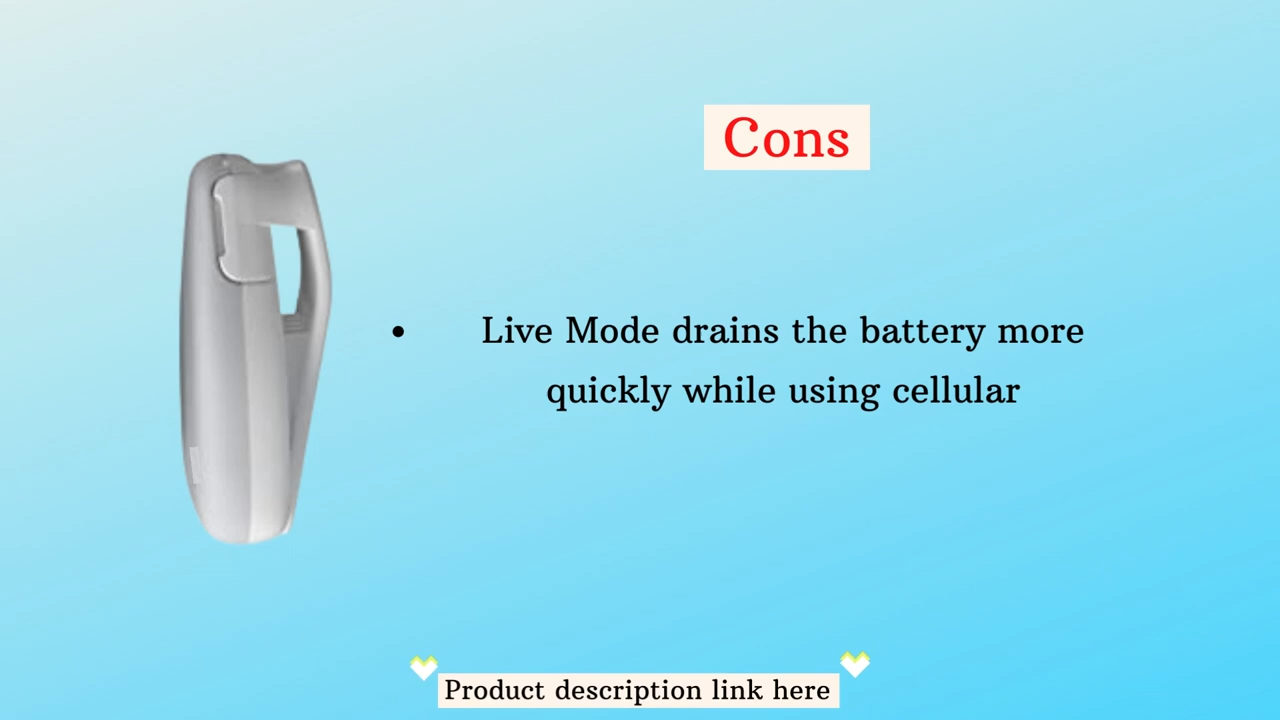 Cons
• Live Mode drains the battery more
quickly while using cellular
Product description link here